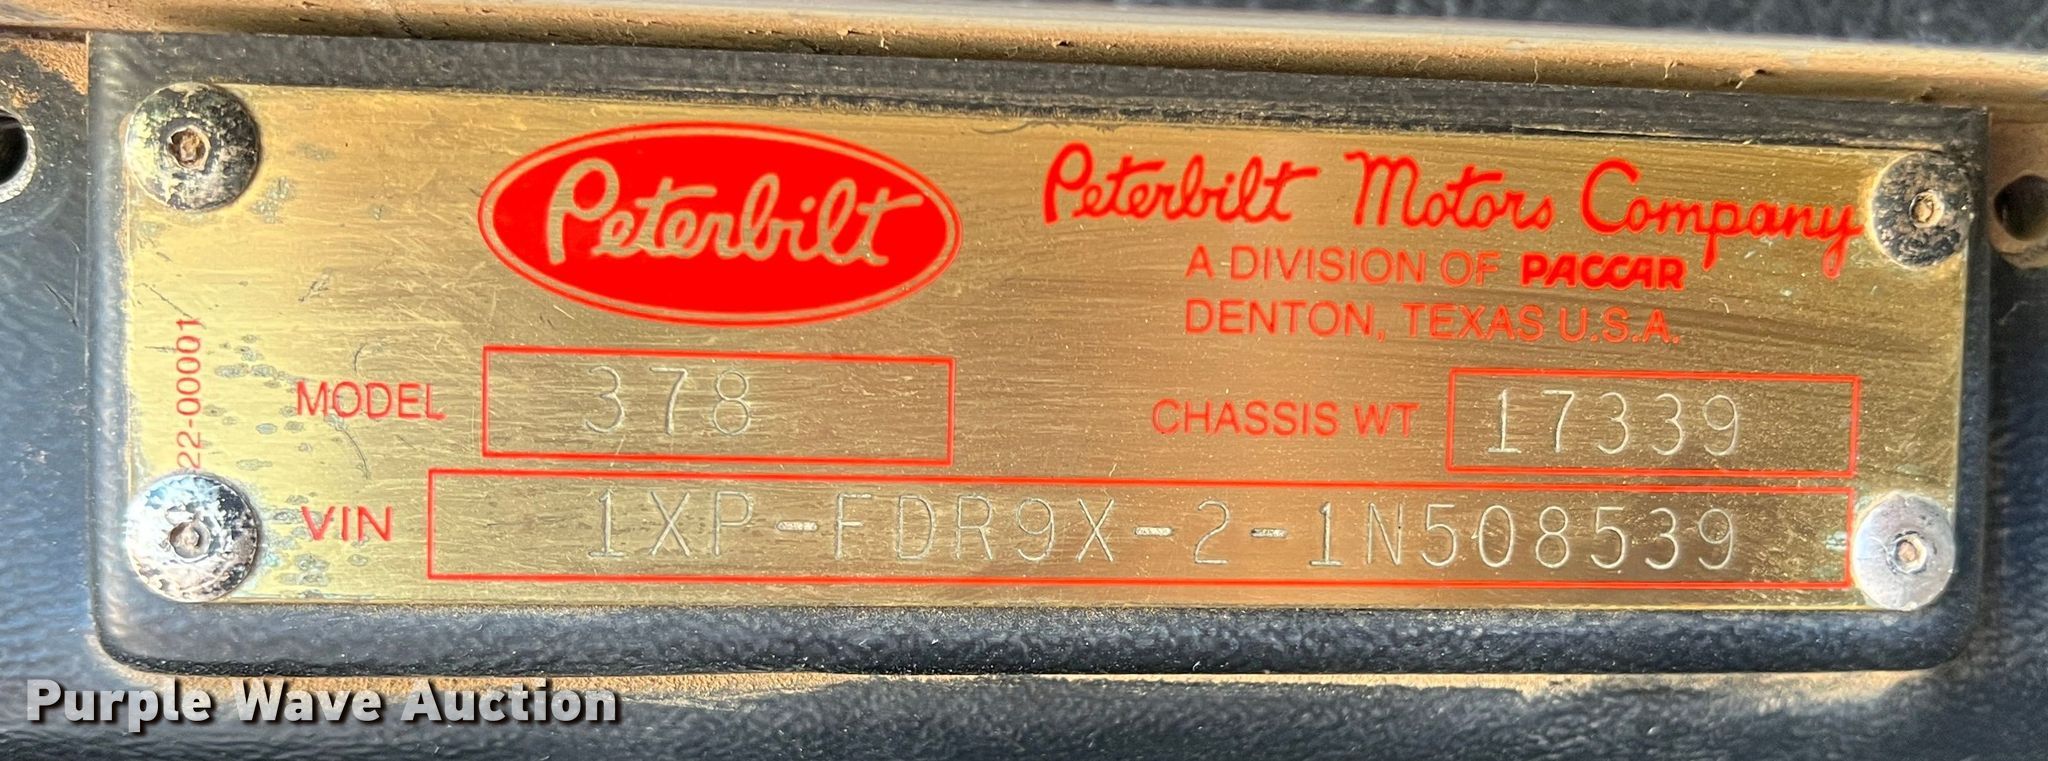 Peterbilt
Peterbilt Motors Company
A DIVISION OF PACCAR
DENTON, TEXAS U.S.A.
22-00001
MODEL 378 CHASSIS WT 17339
VIN 1XP-FDR9X-2-1N508539
Purple Wave Auction